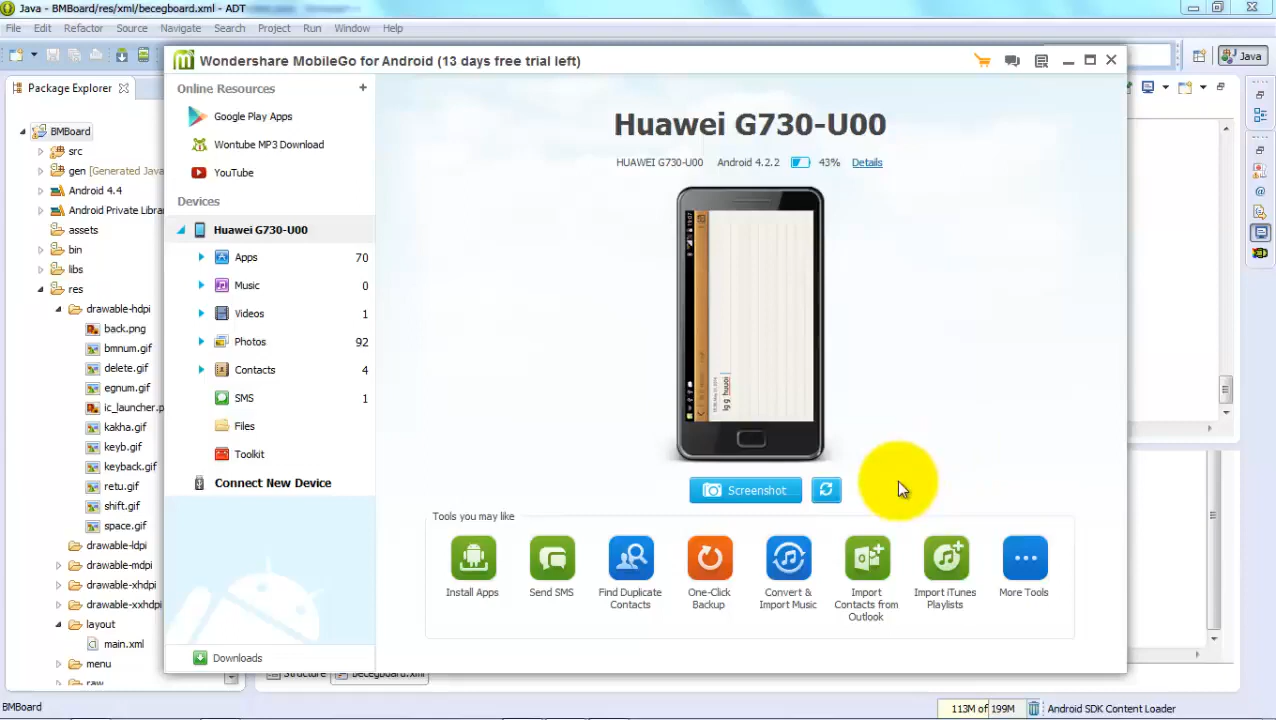 Java - BMBoard/res/xml/becegboard.xml - ADT
File Edit Refactor Source Navigate Search Project Run Window Help
Wondershare MobileGo for Android (13 days free trial left)
Java
Package Explorer
BMBoard
src
gen [Generated Java
Android 4.4
Android Private Libra
assets
bin
libs
res
drawable-hdpi
back.png
bmnum.gif
delete.gif
egnum.gif
ic_launcher.p
kakha.gif
keyb.gif
keyback.gif
retu.gif
shift.gif
space.gif
drawable-ldpi
drawable-mdpi
drawable-xhdpi
drawable-xxhdpi
layout
main.xml
menu
raw
Online Resources +
Google Play Apps
Wontube MP3 Download
YouTube
Devices
Huawei G730-U00
Apps 70
Music 0
Videos 1
Photos 92
Contacts 4
SMS 1
Files
Toolkit
Connect New Device
Downloads
Huawei G730-U00
HUAWEI G730-U00 Android 4.2.2 43% Details
Screenshot
Tools you may like
Install Apps
Send SMS
Find Duplicate
Contacts
One-Click
Backup
Convert &
Import Music
Import
Contacts from
Outlook
Import iTunes
Playlists
More Tools
Structure becegboard.xml
BMBoard 113M of 199M Android SDK Content Loader